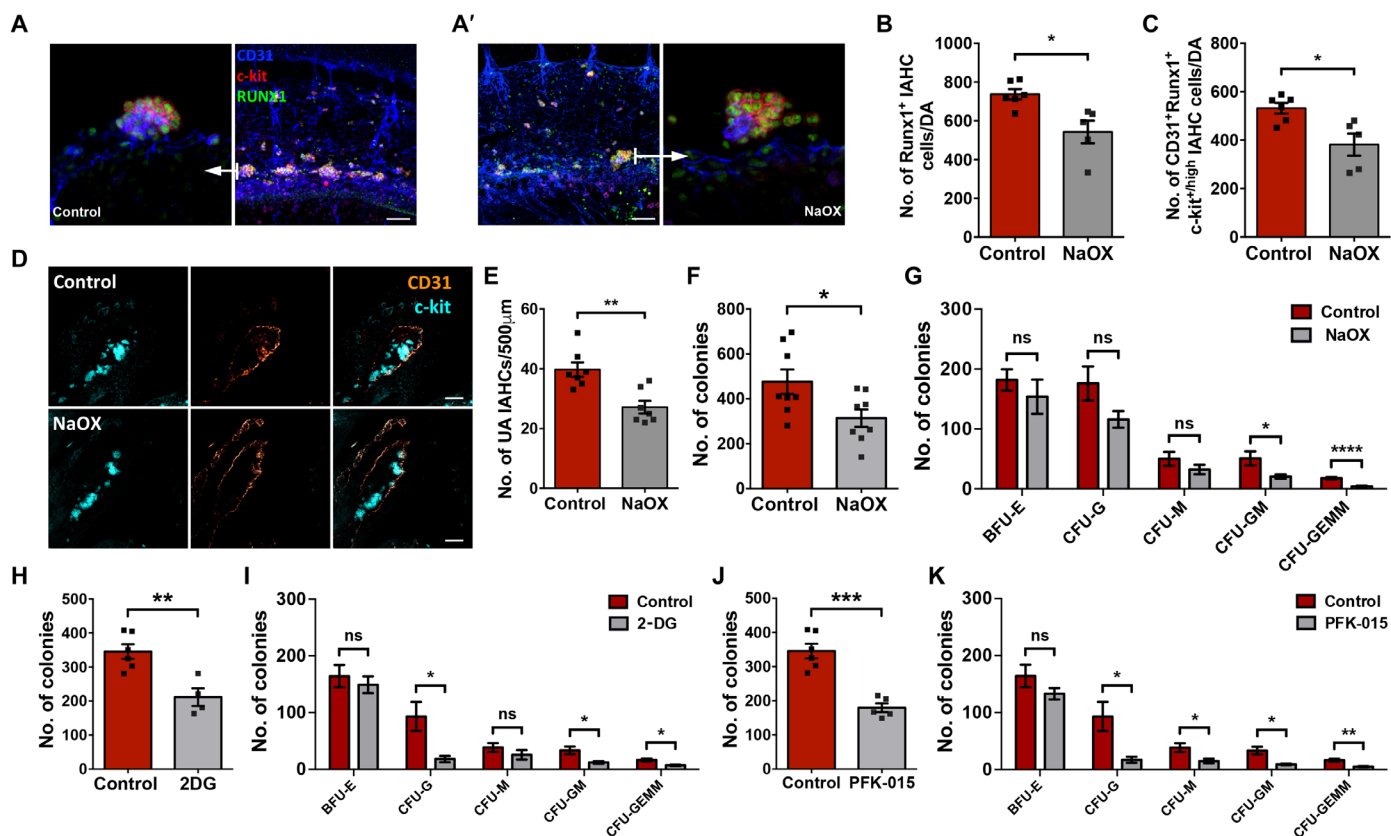 A
CD31
c-kit
RUNX1
Control
A′
NaOX
B
No. of Runx1⁺ IAHC
cells/DA
1000
800
600
400
200
0
*
Control
NaOX
C
No. of CD31⁺Runx1⁺
c-kit⁺/ʰⁱᵍʰ IAHC cells/DA
800
600
400
200
0
*
Control
NaOX
D
Control
CD31
c-kit
NaOX
E
No. of UA IAHCs/500μm
60
40
20
0
**
Control
NaOX
F
No. of colonies
800
600
400
200
0
*
Control
NaOX
G
No. of colonies
300
200
100
0
Control
NaOX
ns
ns
ns
*
****
BFU-E
CFU-G
CFU-M
CFU-GM
CFU-GEMM
H
No. of colonies
500
400
300
200
100
0
**
Control
2DG
I
No. of colonies
300
200
100
0
Control
2-DG
ns
*
ns
*
*
BFU-E
CFU-G
CFU-M
CFU-GM
CFU-GEMM
J
No. of colonies
500
400
300
200
100
0
***
Control
PFK-015
K
No. of colonies
300
200
100
0
Control
PFK-015
ns
*
*
*
**
BFU-E
CFU-G
CFU-M
CFU-GM
CFU-GEMM